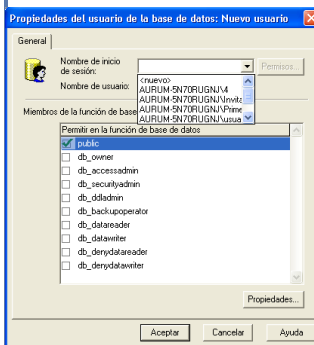 Propiedades del usuario de la base de datos: Nuevo usuario
General
Nombre de inicio
de sesión:
Permisos...
<nuevo>
Nombre de usuario:
AURUM-5N70RUGNJ\4
AURUM-5N70RUGNJ\Invita
AURUM-5N70RUGNJ\Prime
AURUM-5N70RUGNJ\usua
Miembros de la función de base
Permitir en la función de base de datos
public
db_owner
db_accessadmin
db_securityadmin
db_ddladmin
db_backupoperator
db_datareader
db_datawriter
db_denydatareader
db_denydatawriter
Propiedades...
Aceptar
Cancelar
Ayuda